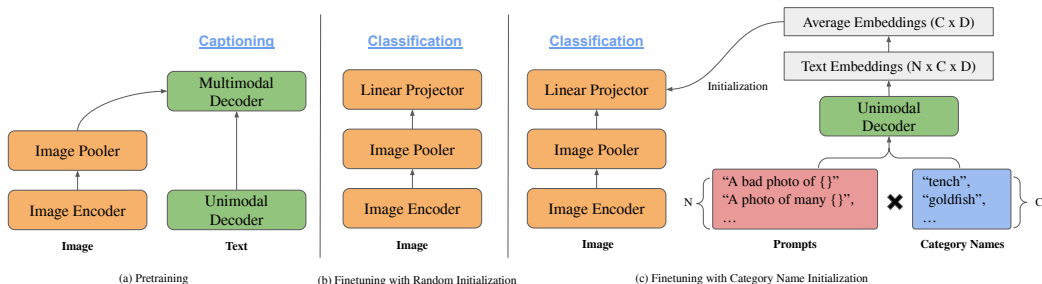 Captioning
Multimodal
Decoder
Image Pooler
Image Encoder
Unimodal
Decoder
Image
Text
(a) Pretraining
Classification
Linear Projector
Image Pooler
Image Encoder
Image
(b) Finetuning with Random Initialization
Classification
Linear Projector
Image Pooler
Image Encoder
Image
Average Embeddings (C x D)
Text Embeddings (N x C x D)
Initialization
Unimodal
Decoder
N
“A bad photo of {}”
“A photo of many {}”,
…
Prompts
“tench”,
“goldfish”,
…
C
Category Names
(c) Finetuning with Category Name Initialization